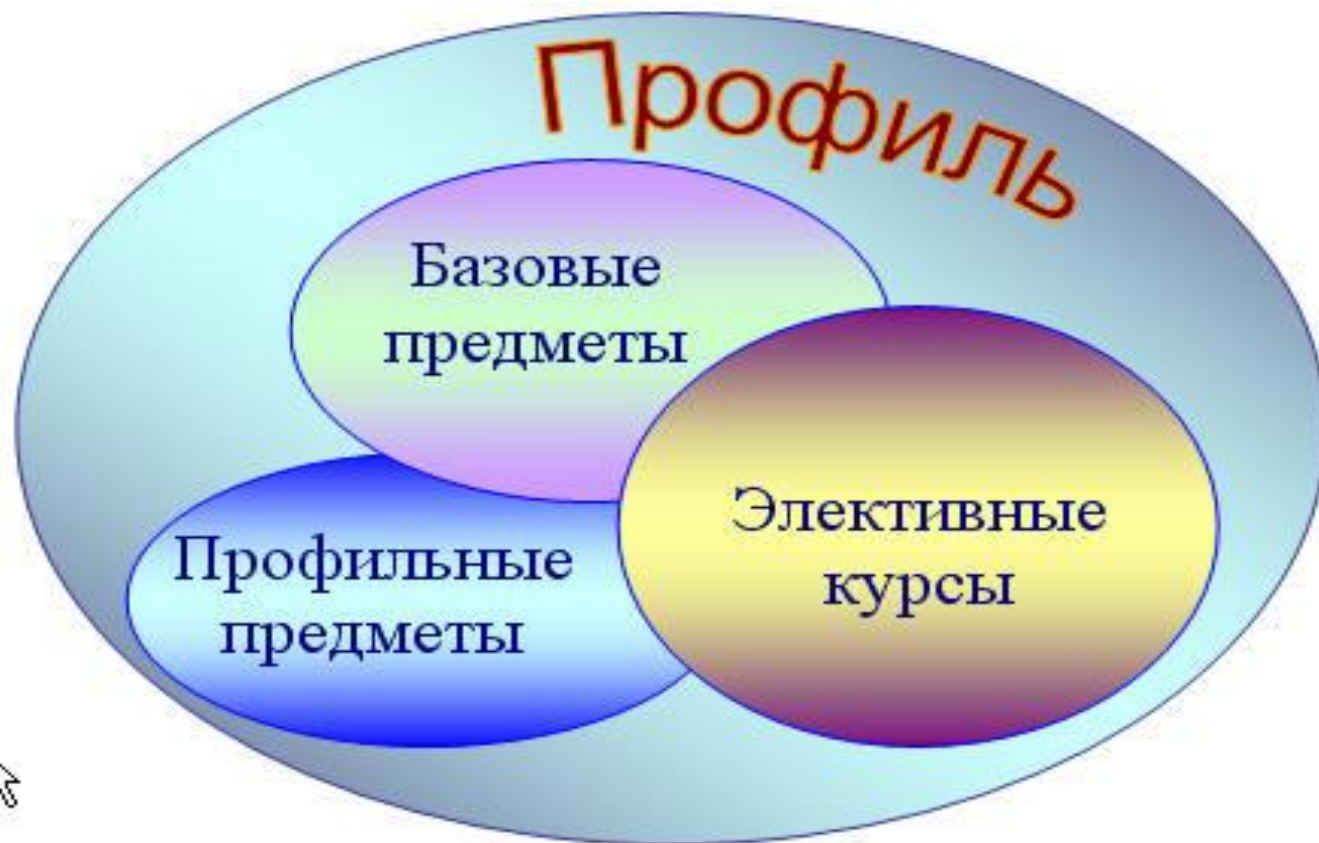 Профиль
Базовые
предметы
Элективные
курсы
Профильные
предметы